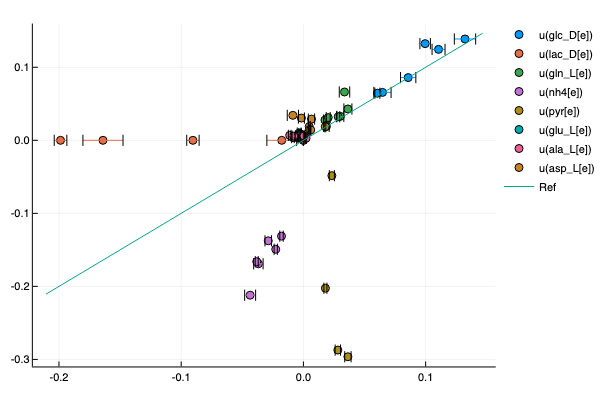 0.1
0.0
-0.1
-0.2
-0.3
-0.2
-0.1
0.0
0.1
u(glc_D[e])
u(lac_D[e])
u(gln_L[e])
u(nh4[e])
u(pyr[e])
u(glu_L[e])
u(ala_L[e])
u(asp_L[e])
Ref